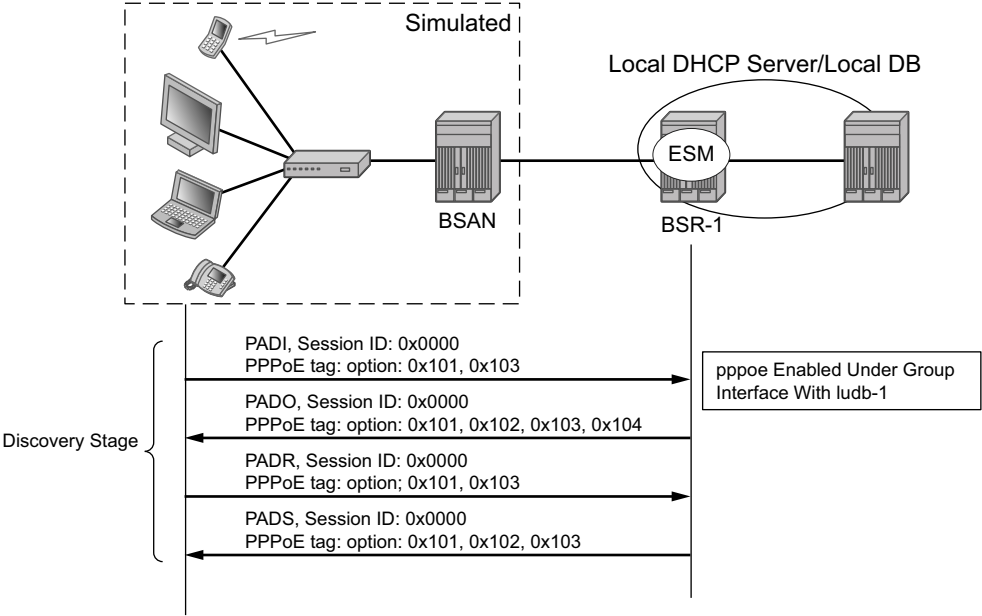 Simulated
Local DHCP Server/Local DB
ESM
BSAN
BSR-1
PADI, Session ID: 0x0000
PPPoE tag: option: 0x101, 0x103
pppoe Enabled Under Group
Interface With ludb-1
PADO, Session ID: 0x0000
PPPoE tag: option: 0x101, 0x102, 0x103, 0x104
Discovery Stage
PADR, Session ID: 0x0000
PPPoE tag: option; 0x101, 0x103
PADS, Session ID: 0x0000
PPPoE tag: option: 0x101, 0x102, 0x103